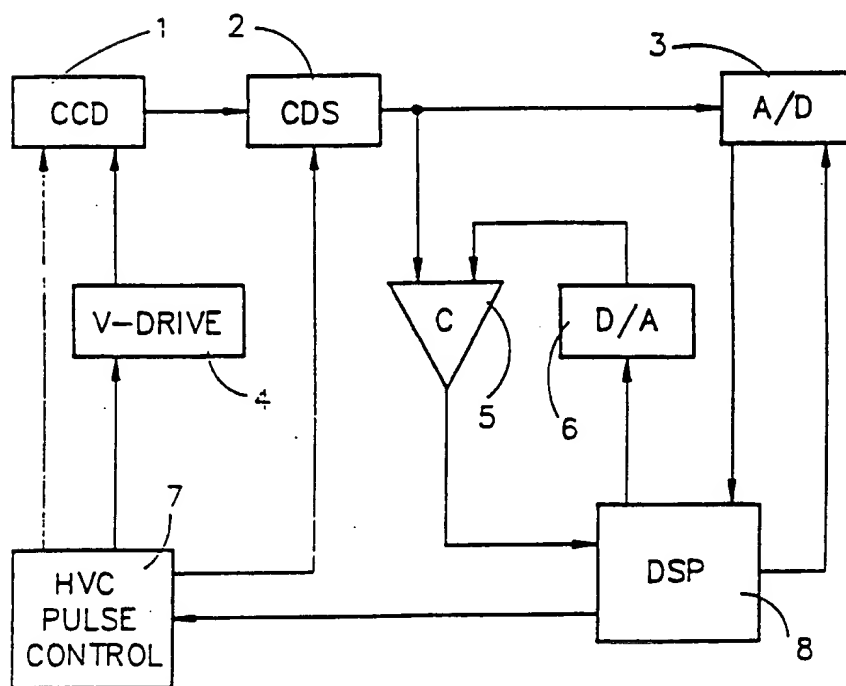 1
2
3
CCD
CDS
A/D
V-DRIVE
C
D/A
4
5
6
7
HVC
PULSE
CONTROL
DSP
8